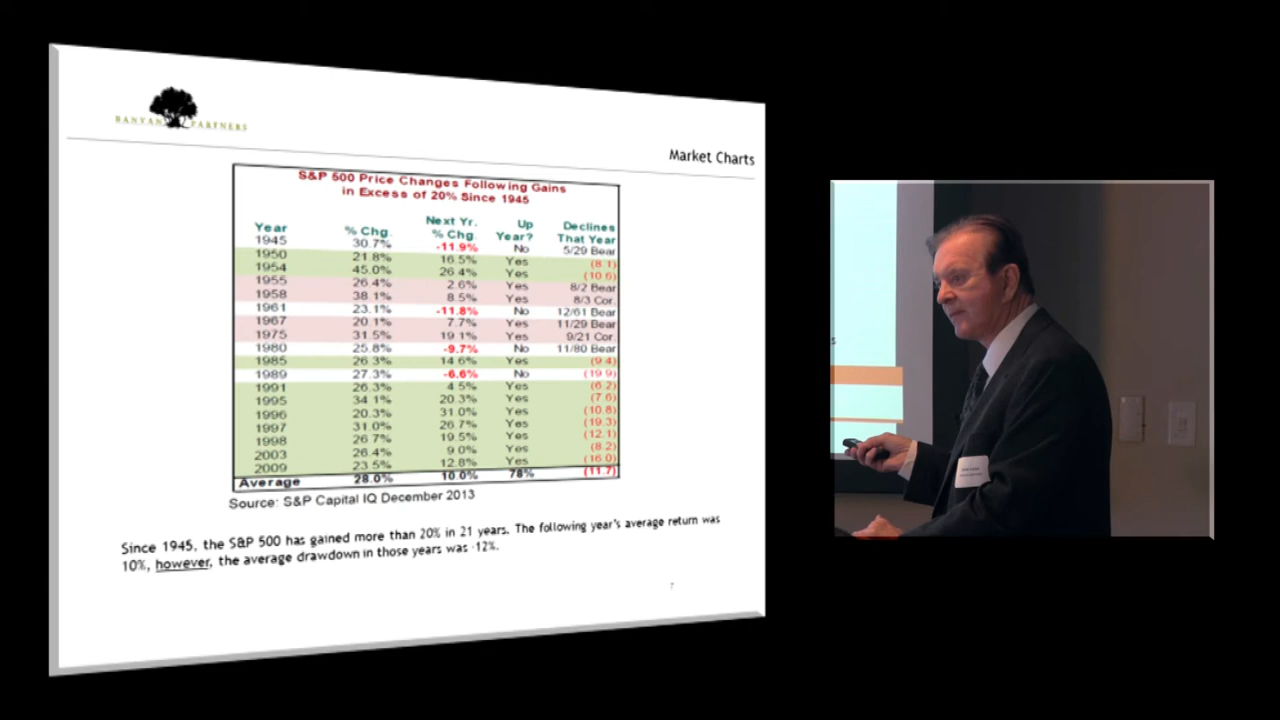 BANYAN PARTNERS
Market Charts
S&P 500 Price Changes Following Gains
in Excess of 20% Since 1945
Year % Chg. Next Yr. % Chg. Up Year? Declines That Year
1945 30.7% -11.9% No 5/29 Bear
1950 21.8% 16.5% Yes (8.1)
1954 45.0% 26.4% Yes (10.6)
1955 26.4% 2.6% Yes 8/2 Bear
1958 38.1% 8.5% Yes 8/3 Cor.
1961 23.1% -11.8% No 12/61 Bear
1967 20.1% 7.7% Yes 11/29 Bear
1975 31.5% 19.1% Yes 9/21 Cor.
1980 25.8% -9.7% No 11/80 Bear
1985 26.3% 14.6% Yes (9.4)
1989 27.3% -6.6% No (19.9)
1991 26.3% 4.5% Yes (6.2)
1995 34.1% 20.3% Yes (7.6)
1996 20.3% 31.0% Yes (10.8)
1997 31.0% 26.7% Yes (19.3)
1998 26.7% 19.5% Yes (12.1)
2003 26.4% 9.0% Yes (8.2)
2009 23.5% 12.8% Yes (16.0)
Average 28.0% 10.0% 78% (11.7)
Source: S&P Capital IQ December 2013
Since 1945, the S&P 500 has gained more than 20% in 21 years. The following year's average return was
10%, however, the average drawdown in those years was -12%.
7